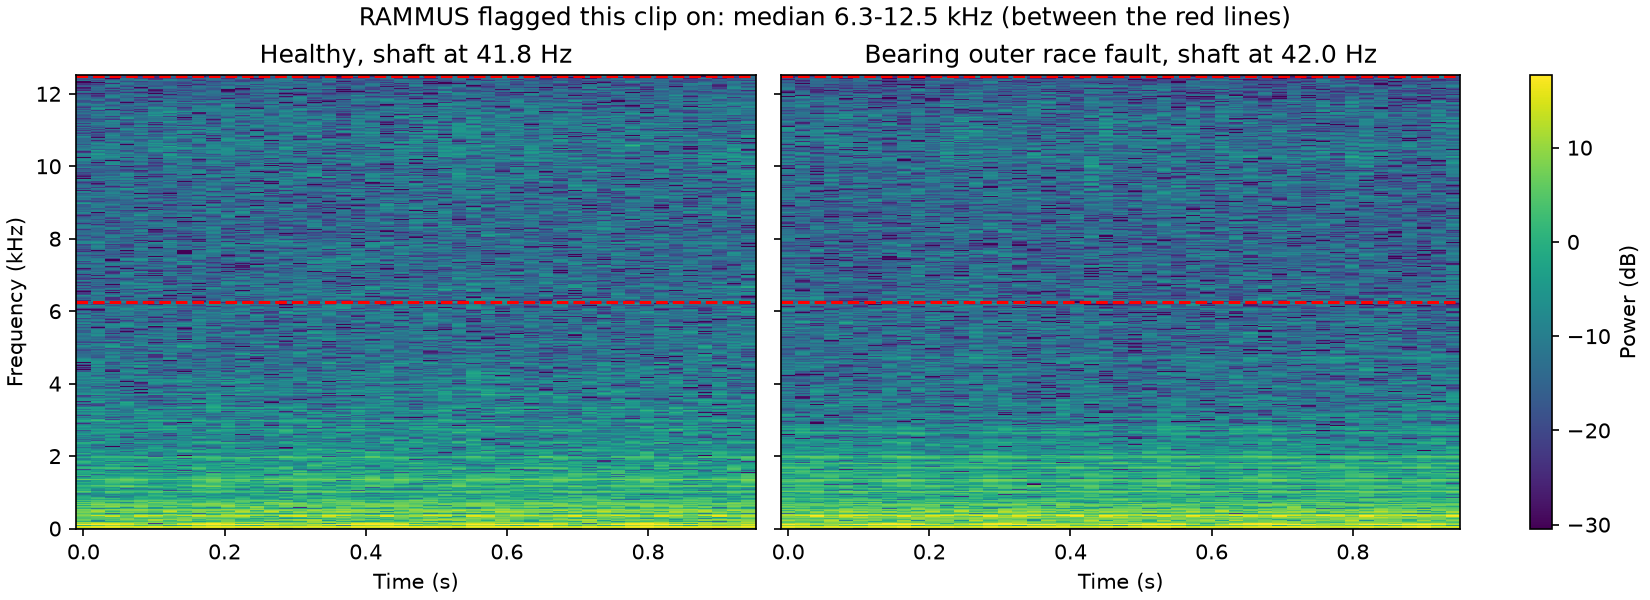 RAMMUS flagged this clip on: median 6.3-12.5 kHz (between the red lines)
Healthy, shaft at 41.8 Hz
Bearing outer race fault, shaft at 42.0 Hz
Frequency (kHz)
12
10
8
6
4
2
0
0.0 0.2 0.4 0.6 0.8
Time (s)
0.0 0.2 0.4 0.6 0.8
Time (s)
10
0
−10
−20
−30
Power (dB)